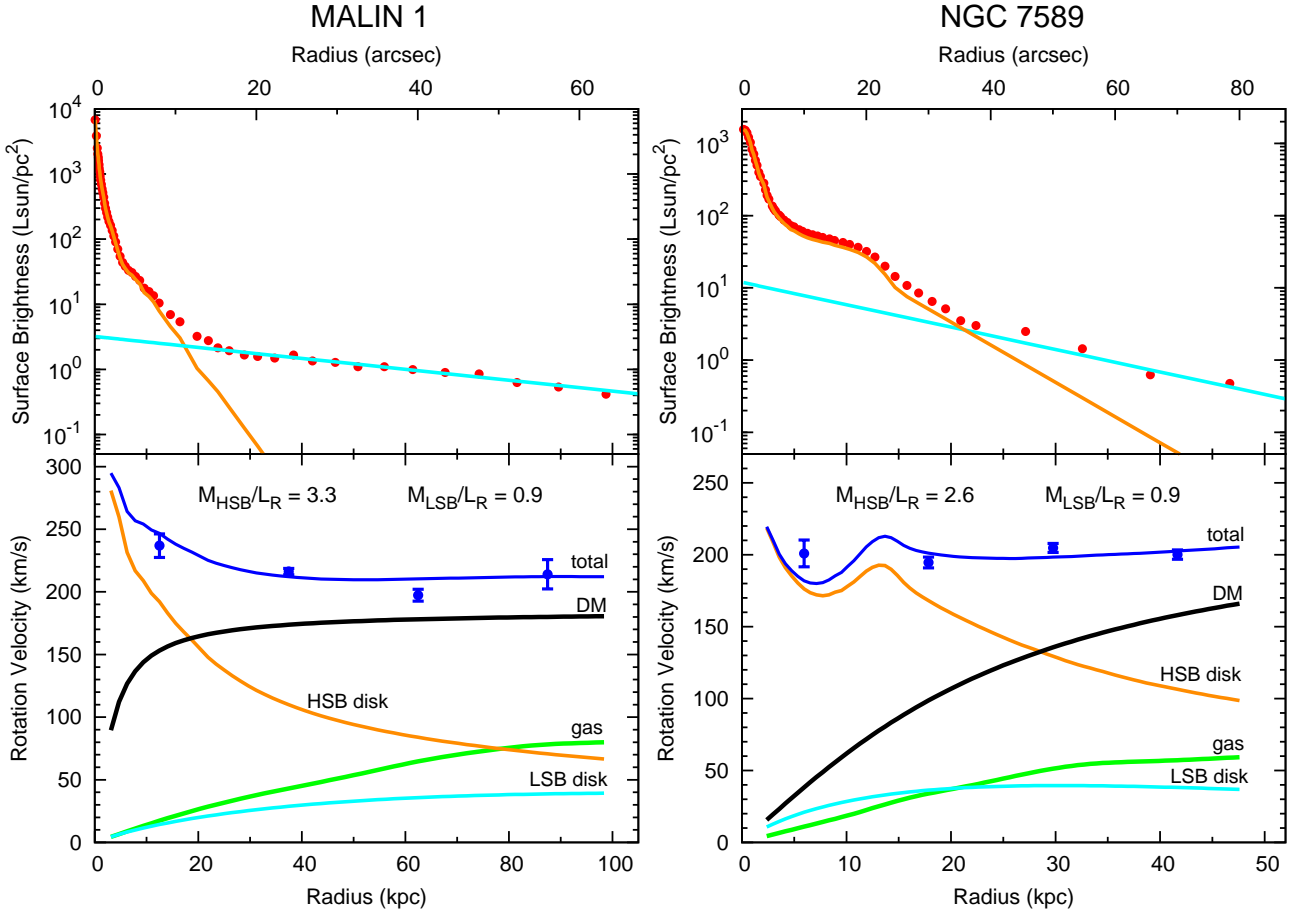 MALIN 1
Radius (arcsec)
0 20 40 60
10^4
10^3
10^2
10^1
10^0
10^-1
Surface Brightness (Lsun/pc^2)
M_HSB/L_R = 3.3
M_LSB/L_R = 0.9
total
DM
HSB disk
gas
LSB disk
300
250
200
150
100
50
0
Rotation Velocity (km/s)
0 20 40 60 80 100
Radius (kpc)
NGC 7589
Radius (arcsec)
0 20 40 60 80
10^3
10^2
10^1
10^0
10^-1
Surface Brightness (Lsun/pc^2)
M_HSB/L_R = 2.6
M_LSB/L_R = 0.9
total
DM
HSB disk
gas
LSB disk
250
200
150
100
50
0
Rotation Velocity (km/s)
0 10 20 30 40 50
Radius (kpc)